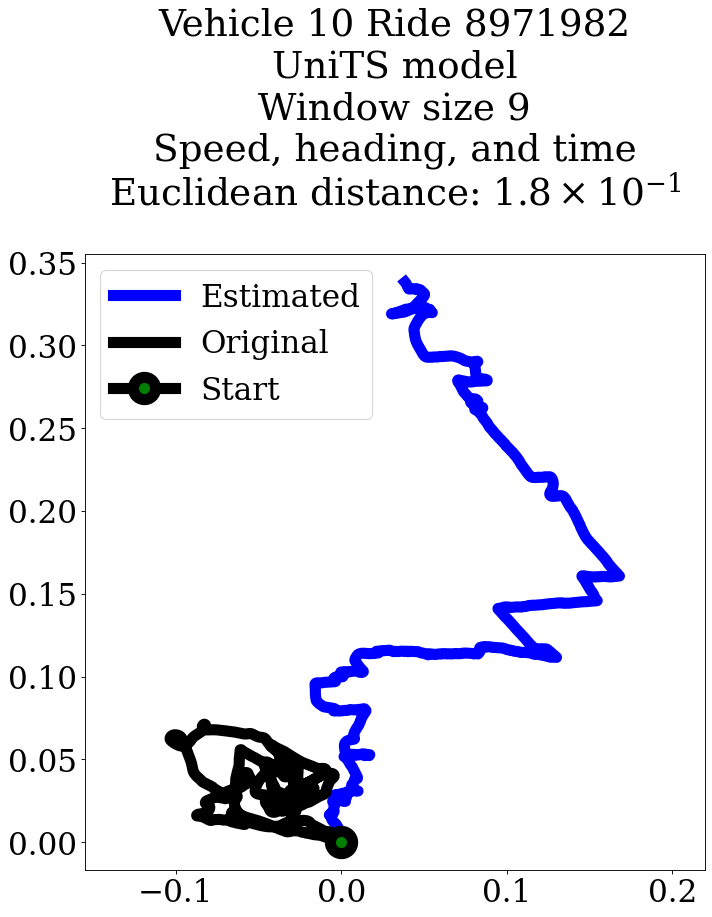 Vehicle 10 Ride 8971982
UniTS model
Window size 9
Speed, heading, and time
Euclidean distance: 1.8 × 10⁻¹
0.35
0.30
0.25
0.20
0.15
0.10
0.05
0.00
Estimated
Original
Start
−0.1 0.0 0.1 0.2